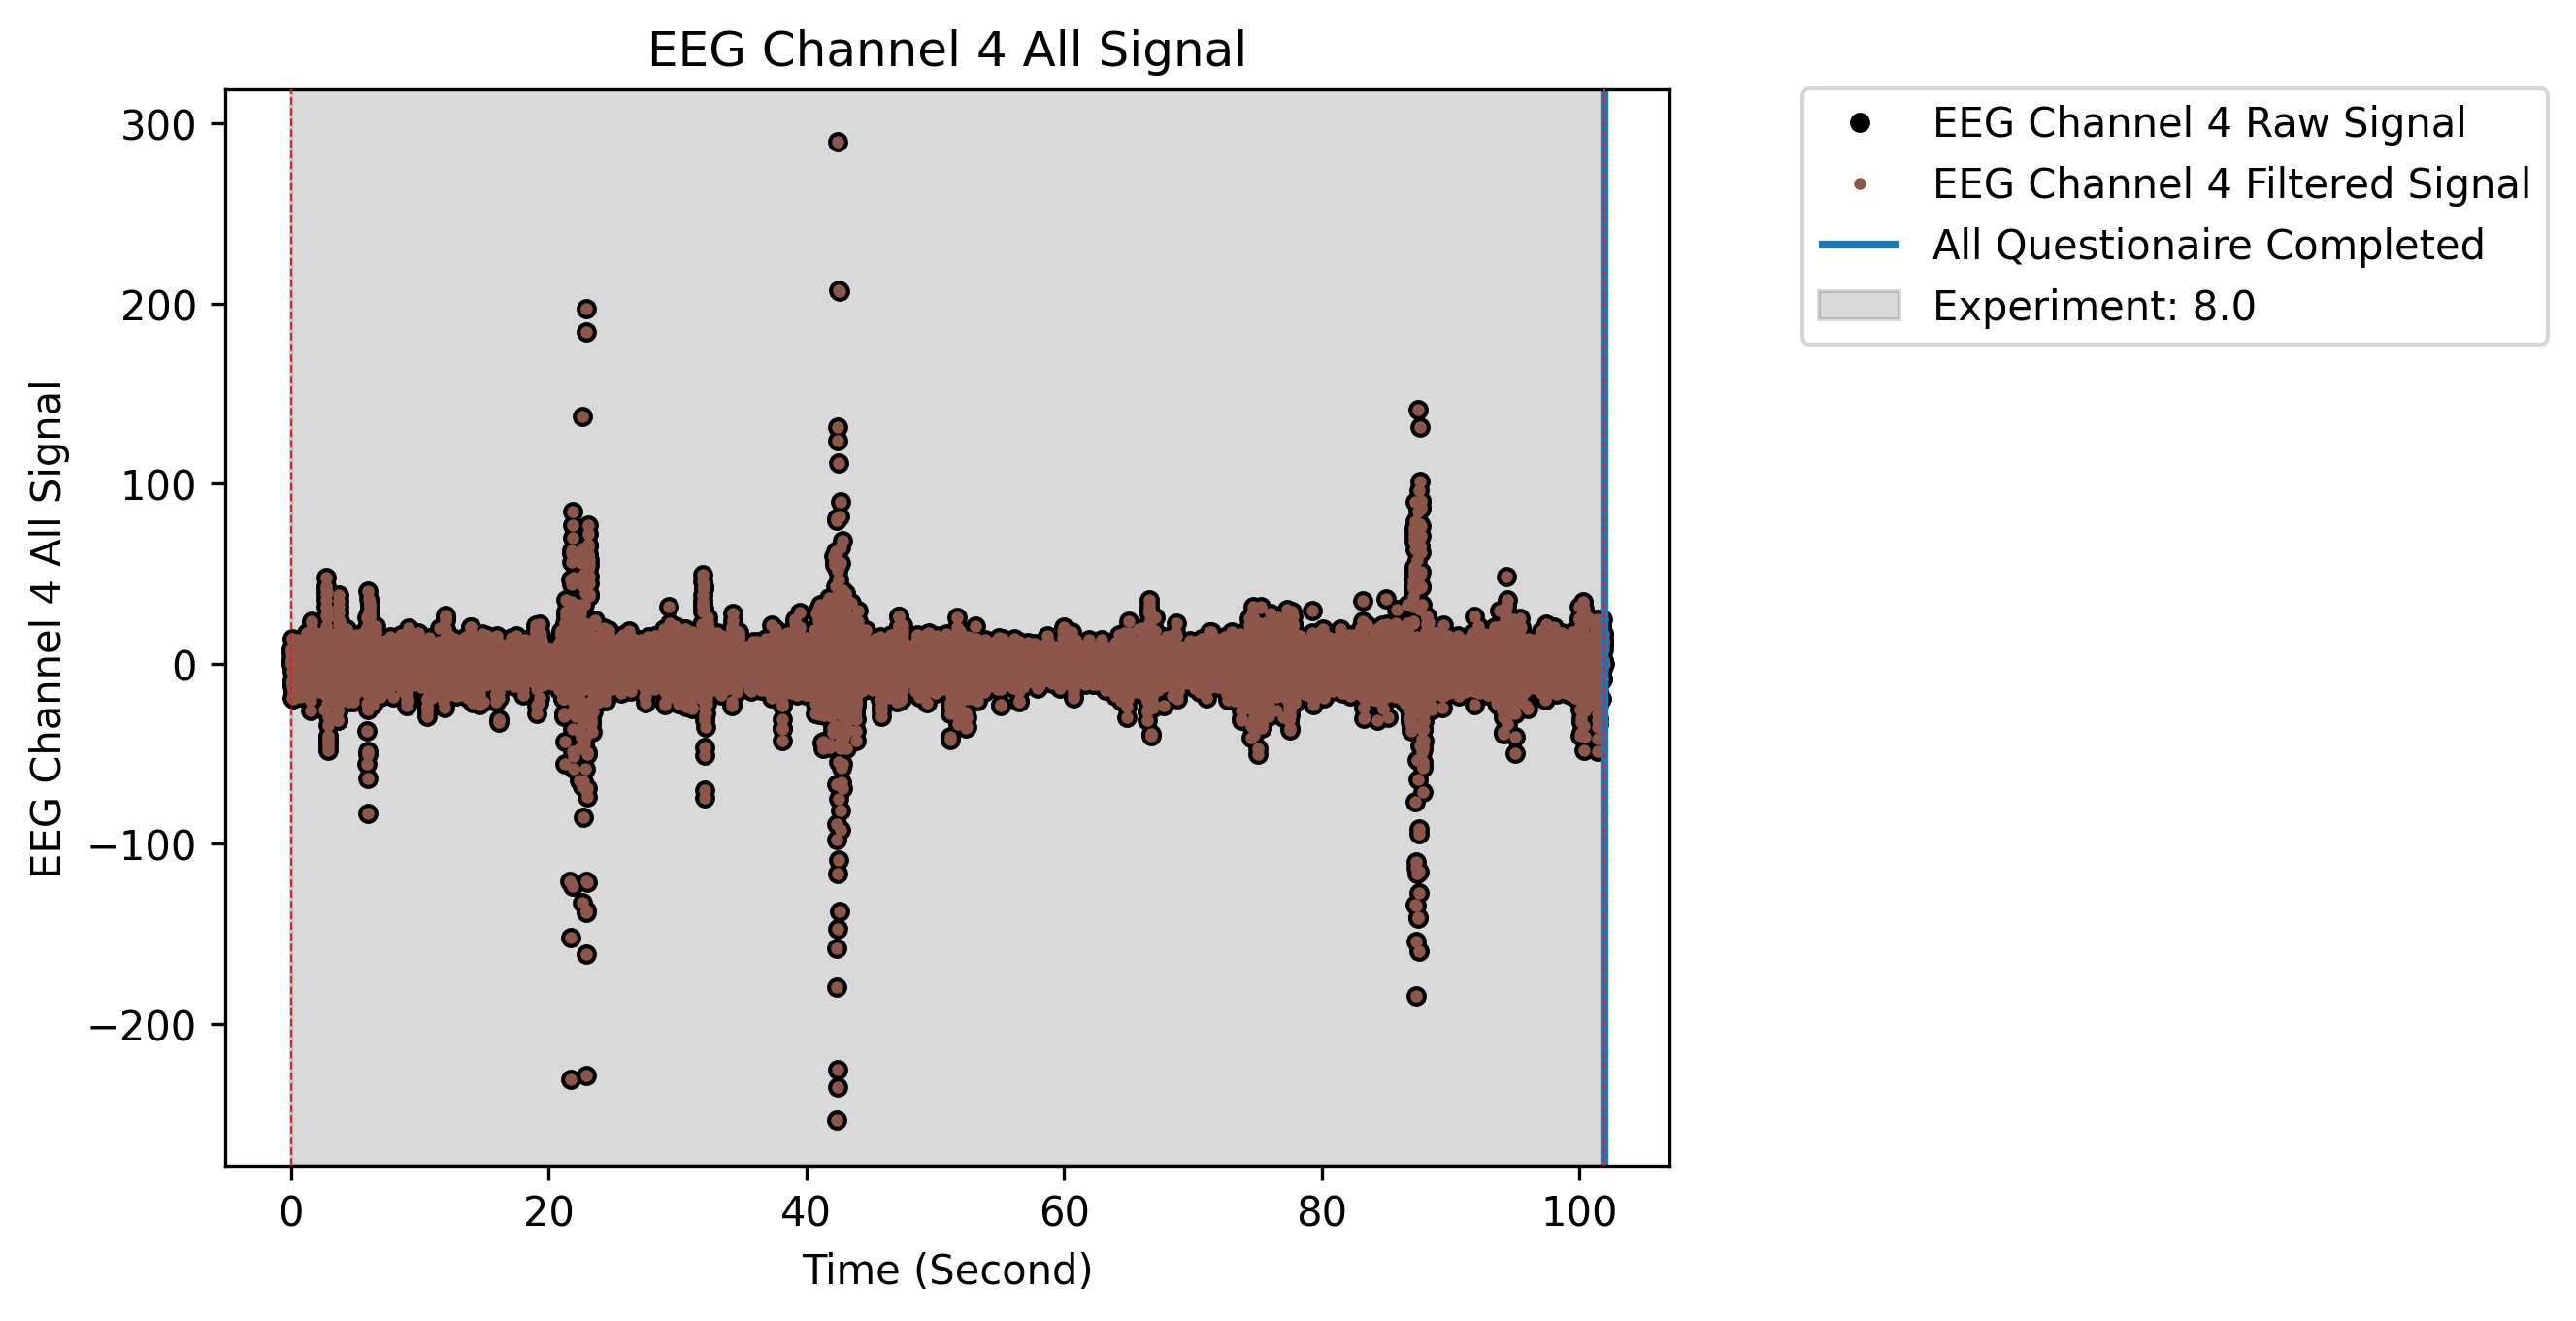 EEG Channel 4 All Signal
EEG Channel 4 All Signal
300
200
100
0
−100
−200
0 20 40 60 80 100
Time (Second)
EEG Channel 4 Raw Signal
EEG Channel 4 Filtered Signal
All Questionaire Completed
Experiment: 8.0